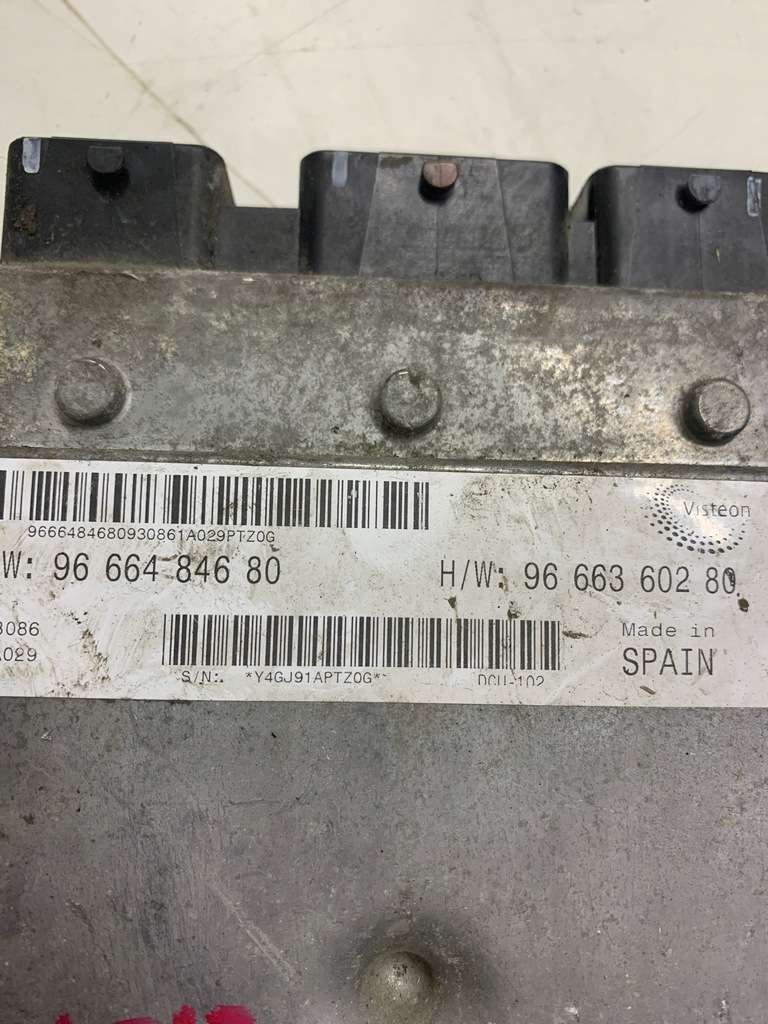 Visteon
9666484680930861A029PTZ0G
W: 96 664 846 80
H/W: 96 663 602 80
3086
A029
Made in
SPAIN
S/N: *Y4GJ91APTZ0G*
DCU-102